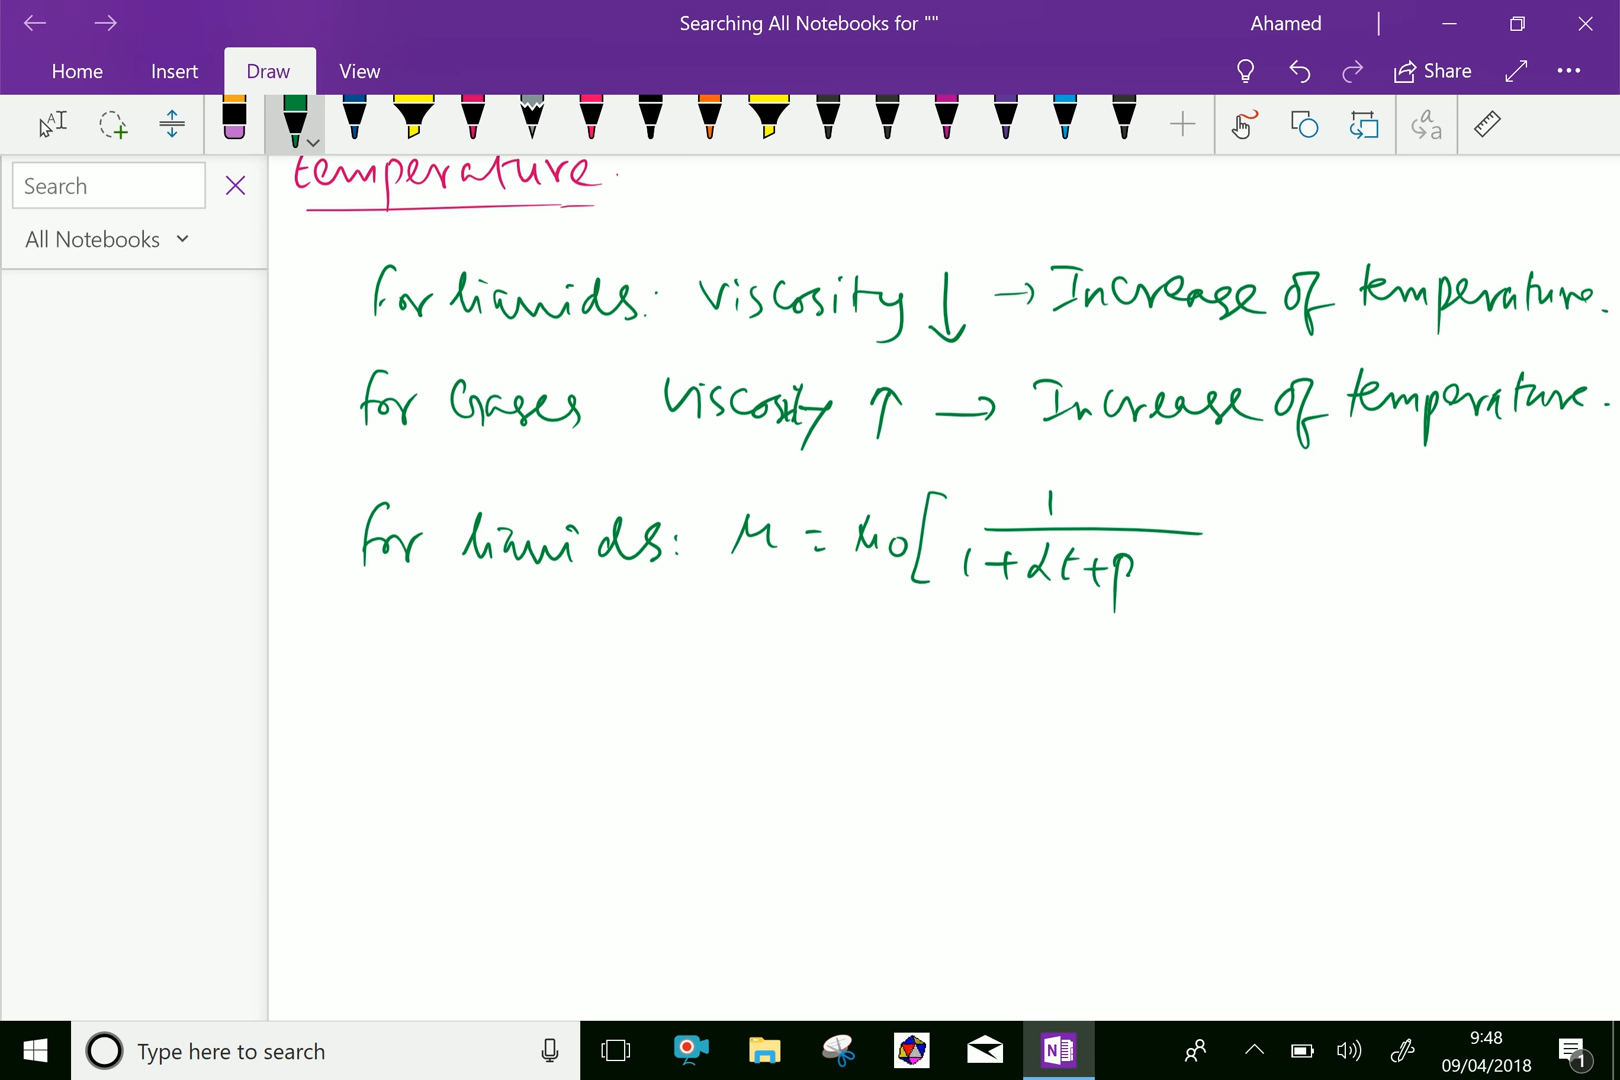 Searching All Notebooks for ""
Ahamed
Home Insert Draw View
Share
Search
All Notebooks
temperature.
for liquids: Viscosity ↓ → Increase of temperature.
for Gases Viscosity ↑ → Increase of temperature.
for liquids: μ = μ0[ 1 / 1+αt+β
Type here to search
9:48
09/04/2018
1